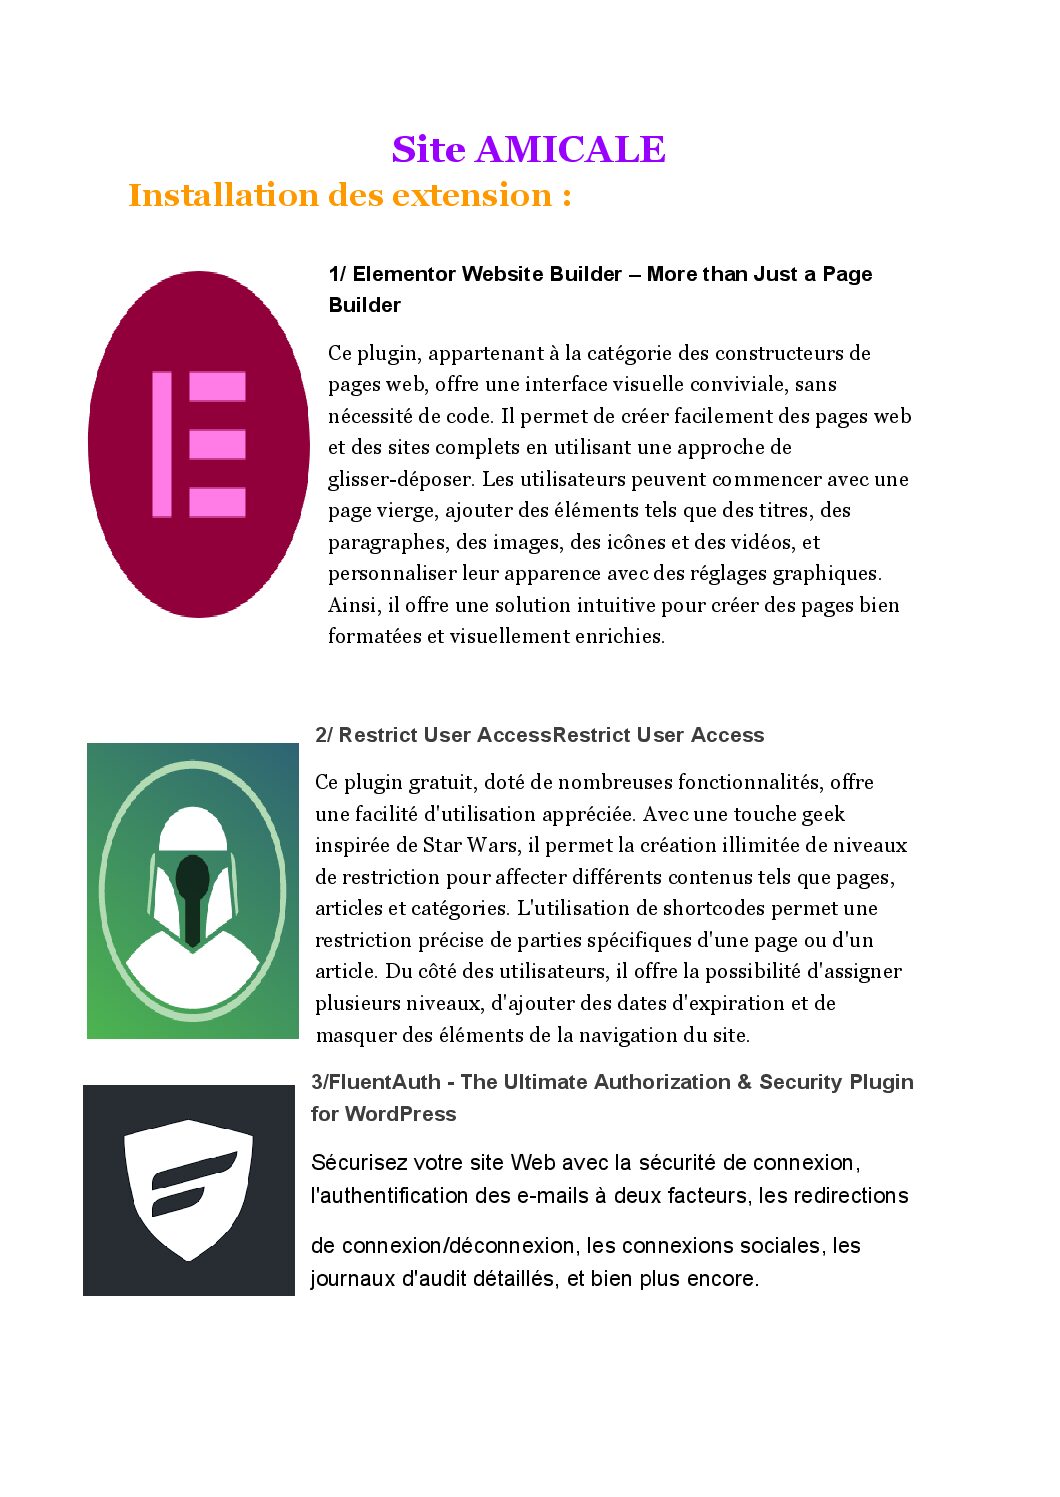 Site AMICALE
Installation des extension :
1/ Elementor Website Builder – More than Just a Page
Builder
Ce plugin, appartenant à la catégorie des constructeurs de
pages web, offre une interface visuelle conviviale, sans
nécessité de code. Il permet de créer facilement des pages web
et des sites complets en utilisant une approche de
glisser-déposer. Les utilisateurs peuvent commencer avec une
page vierge, ajouter des éléments tels que des titres, des
paragraphes, des images, des icônes et des vidéos, et
personnaliser leur apparence avec des réglages graphiques.
Ainsi, il offre une solution intuitive pour créer des pages bien
formatées et visuellement enrichies.
2/ Restrict User AccessRestrict User Access
Ce plugin gratuit, doté de nombreuses fonctionnalités, offre
une facilité d'utilisation appréciée. Avec une touche geek
inspirée de Star Wars, il permet la création illimitée de niveaux
de restriction pour affecter différents contenus tels que pages,
articles et catégories. L'utilisation de shortcodes permet une
restriction précise de parties spécifiques d'une page ou d'un
article. Du côté des utilisateurs, il offre la possibilité d'assigner
plusieurs niveaux, d'ajouter des dates d'expiration et de
masquer des éléments de la navigation du site.
3/FluentAuth - The Ultimate Authorization & Security Plugin
for WordPress
Sécurisez votre site Web avec la sécurité de connexion,
l'authentification des e-mails à deux facteurs, les redirections
de connexion/déconnexion, les connexions sociales, les
journaux d'audit détaillés, et bien plus encore.